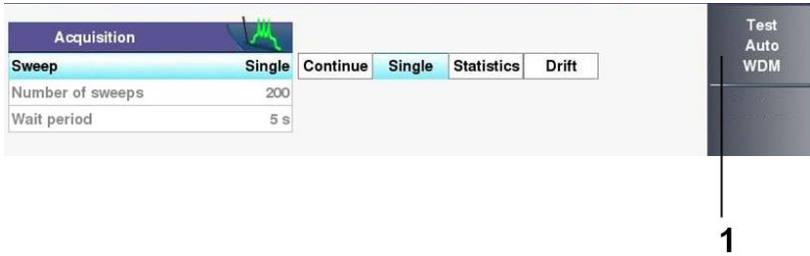 Acquisition
Sweep Single Continue Single Statistics Drift
Number of sweeps 200
Wait period 5 s
Test
Auto
WDM
1